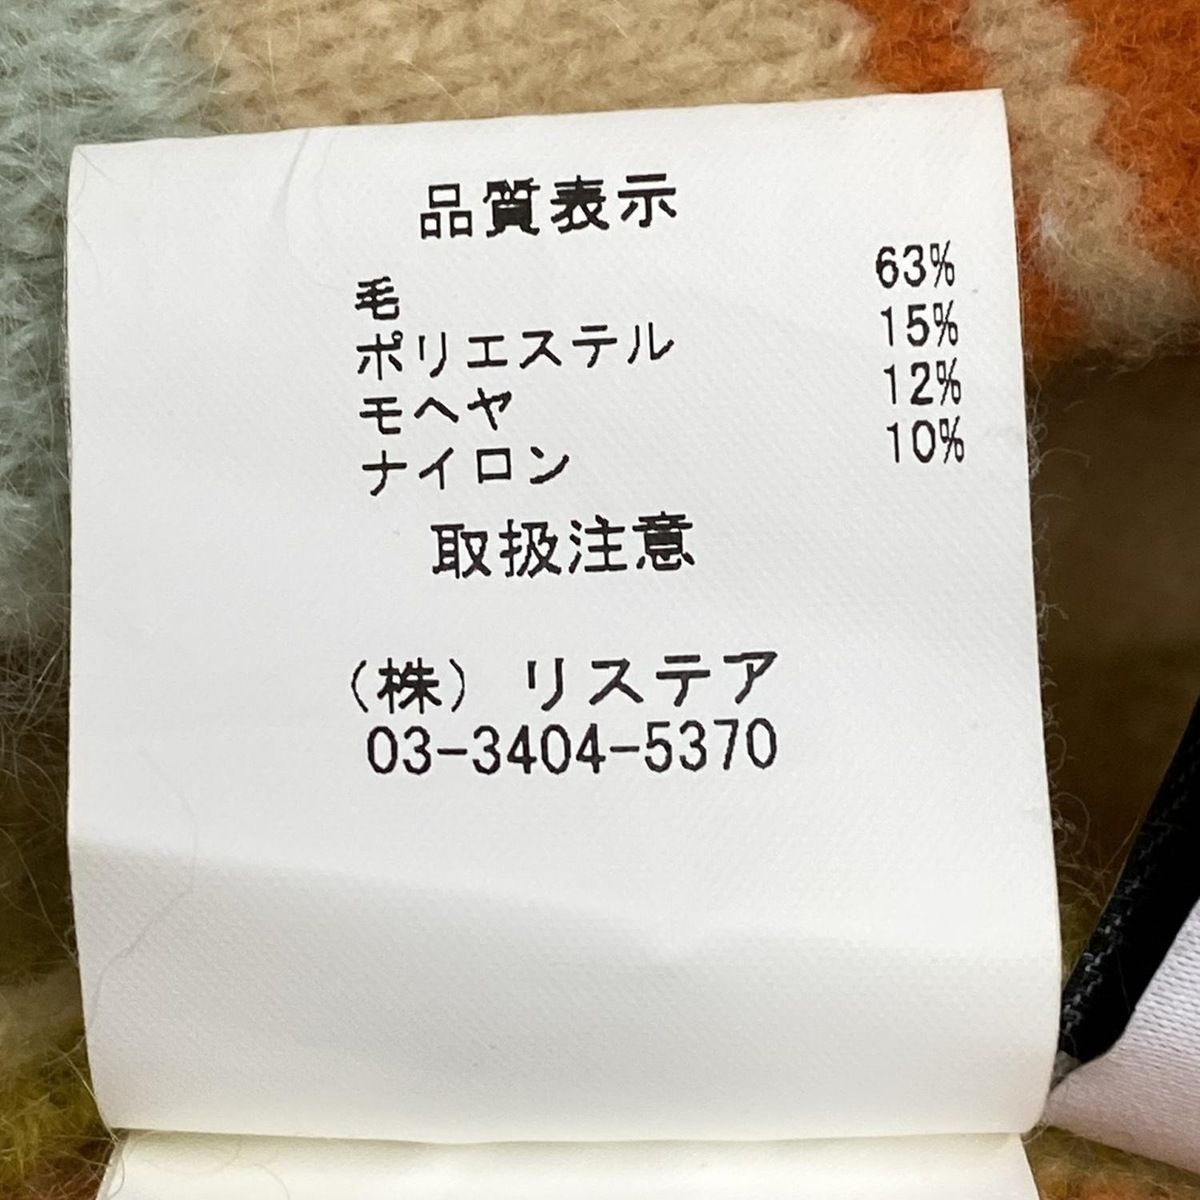 品質表示
毛 63%
ポリエステル 15%
モヘヤ 12%
ナイロン 10%
取扱注意
(株) リステア
03-3404-5370